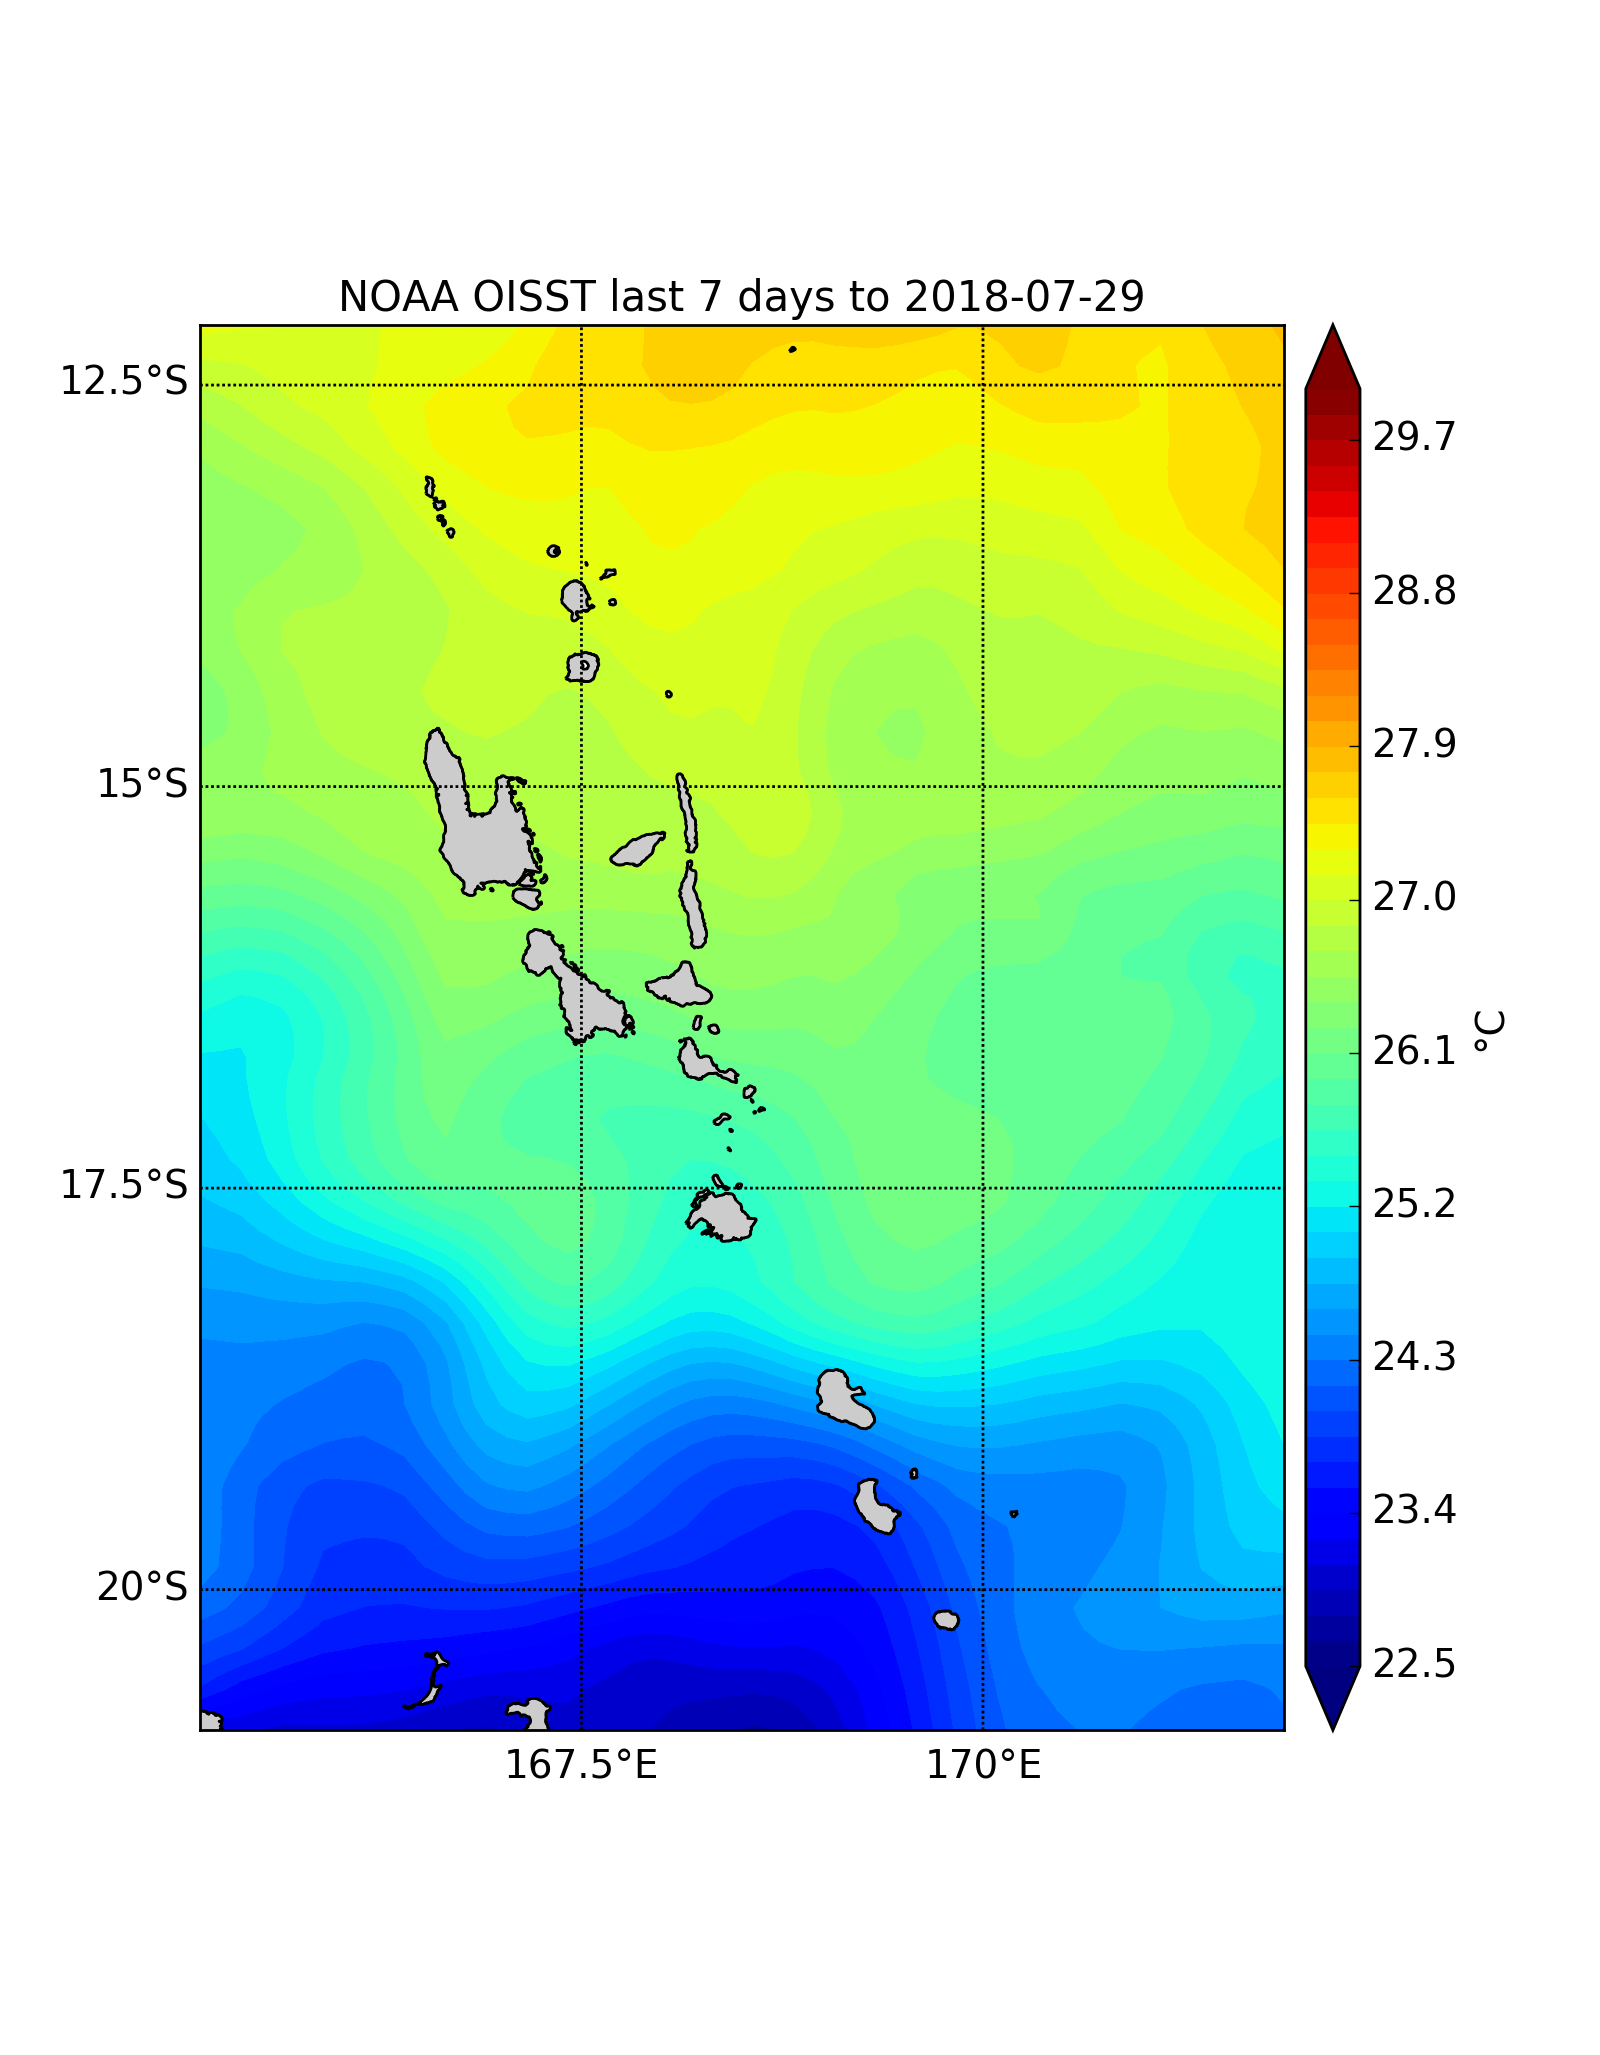 NOAA OISST last 7 days to 2018-07-29
12.5°S
15°S
17.5°S
20°S
167.5°E
170°E
29.7
28.8
27.9
27.0
26.1
25.2
24.3
23.4
22.5
°C